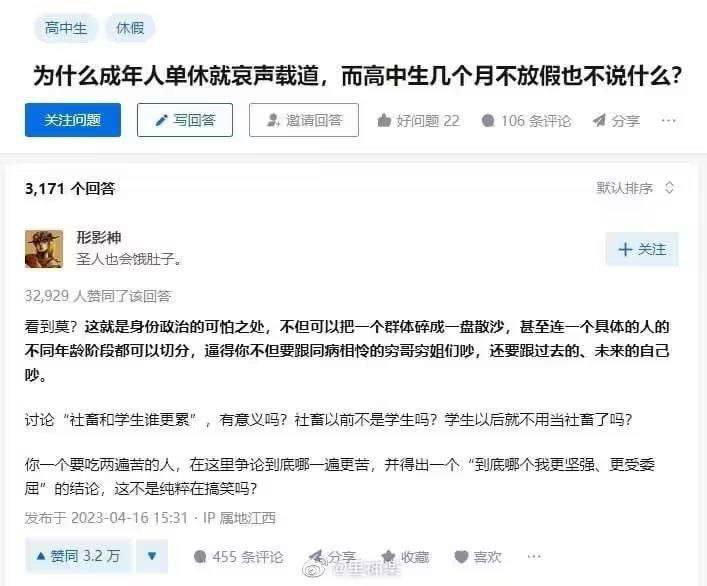 高中生 休假
为什么成年人单休就哀声载道，而高中生几个月不放假也不说什么？
关注问题 写回答 邀请回答 好问题 22 106 条评论 分享 ···
3,171 个回答 默认排序
形影神
圣人也会饿肚子。
关注
32,929 人赞同了该回答
看到莫？这就是身份政治的可怕之处，不但可以把一个群体碎成一盘散沙，甚至连一个具体的人的
不同年龄阶段都可以切分，逼得你不但要跟同病相怜的穷哥穷姐们吵，还要跟过去的、未来的自己
吵。
讨论“社畜和学生谁更累”，有意义吗？社畜以前不是学生吗？学生以后就不用当社畜了吗？
你一个要吃两遍苦的人，在这里争论到底哪一遍更苦，并得出一个“到底哪个我更坚强、更受委
屈”的结论，这不是纯粹在搞笑吗？
发布于 2023-04-16 15:31 · IP 属地江西
赞同 3.2 万 455 条评论 分享 收藏 喜欢 ···